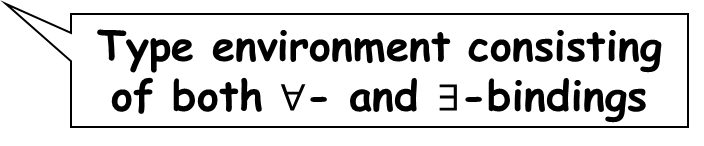 Type environment consisting
of both ∀- and ∃-bindings